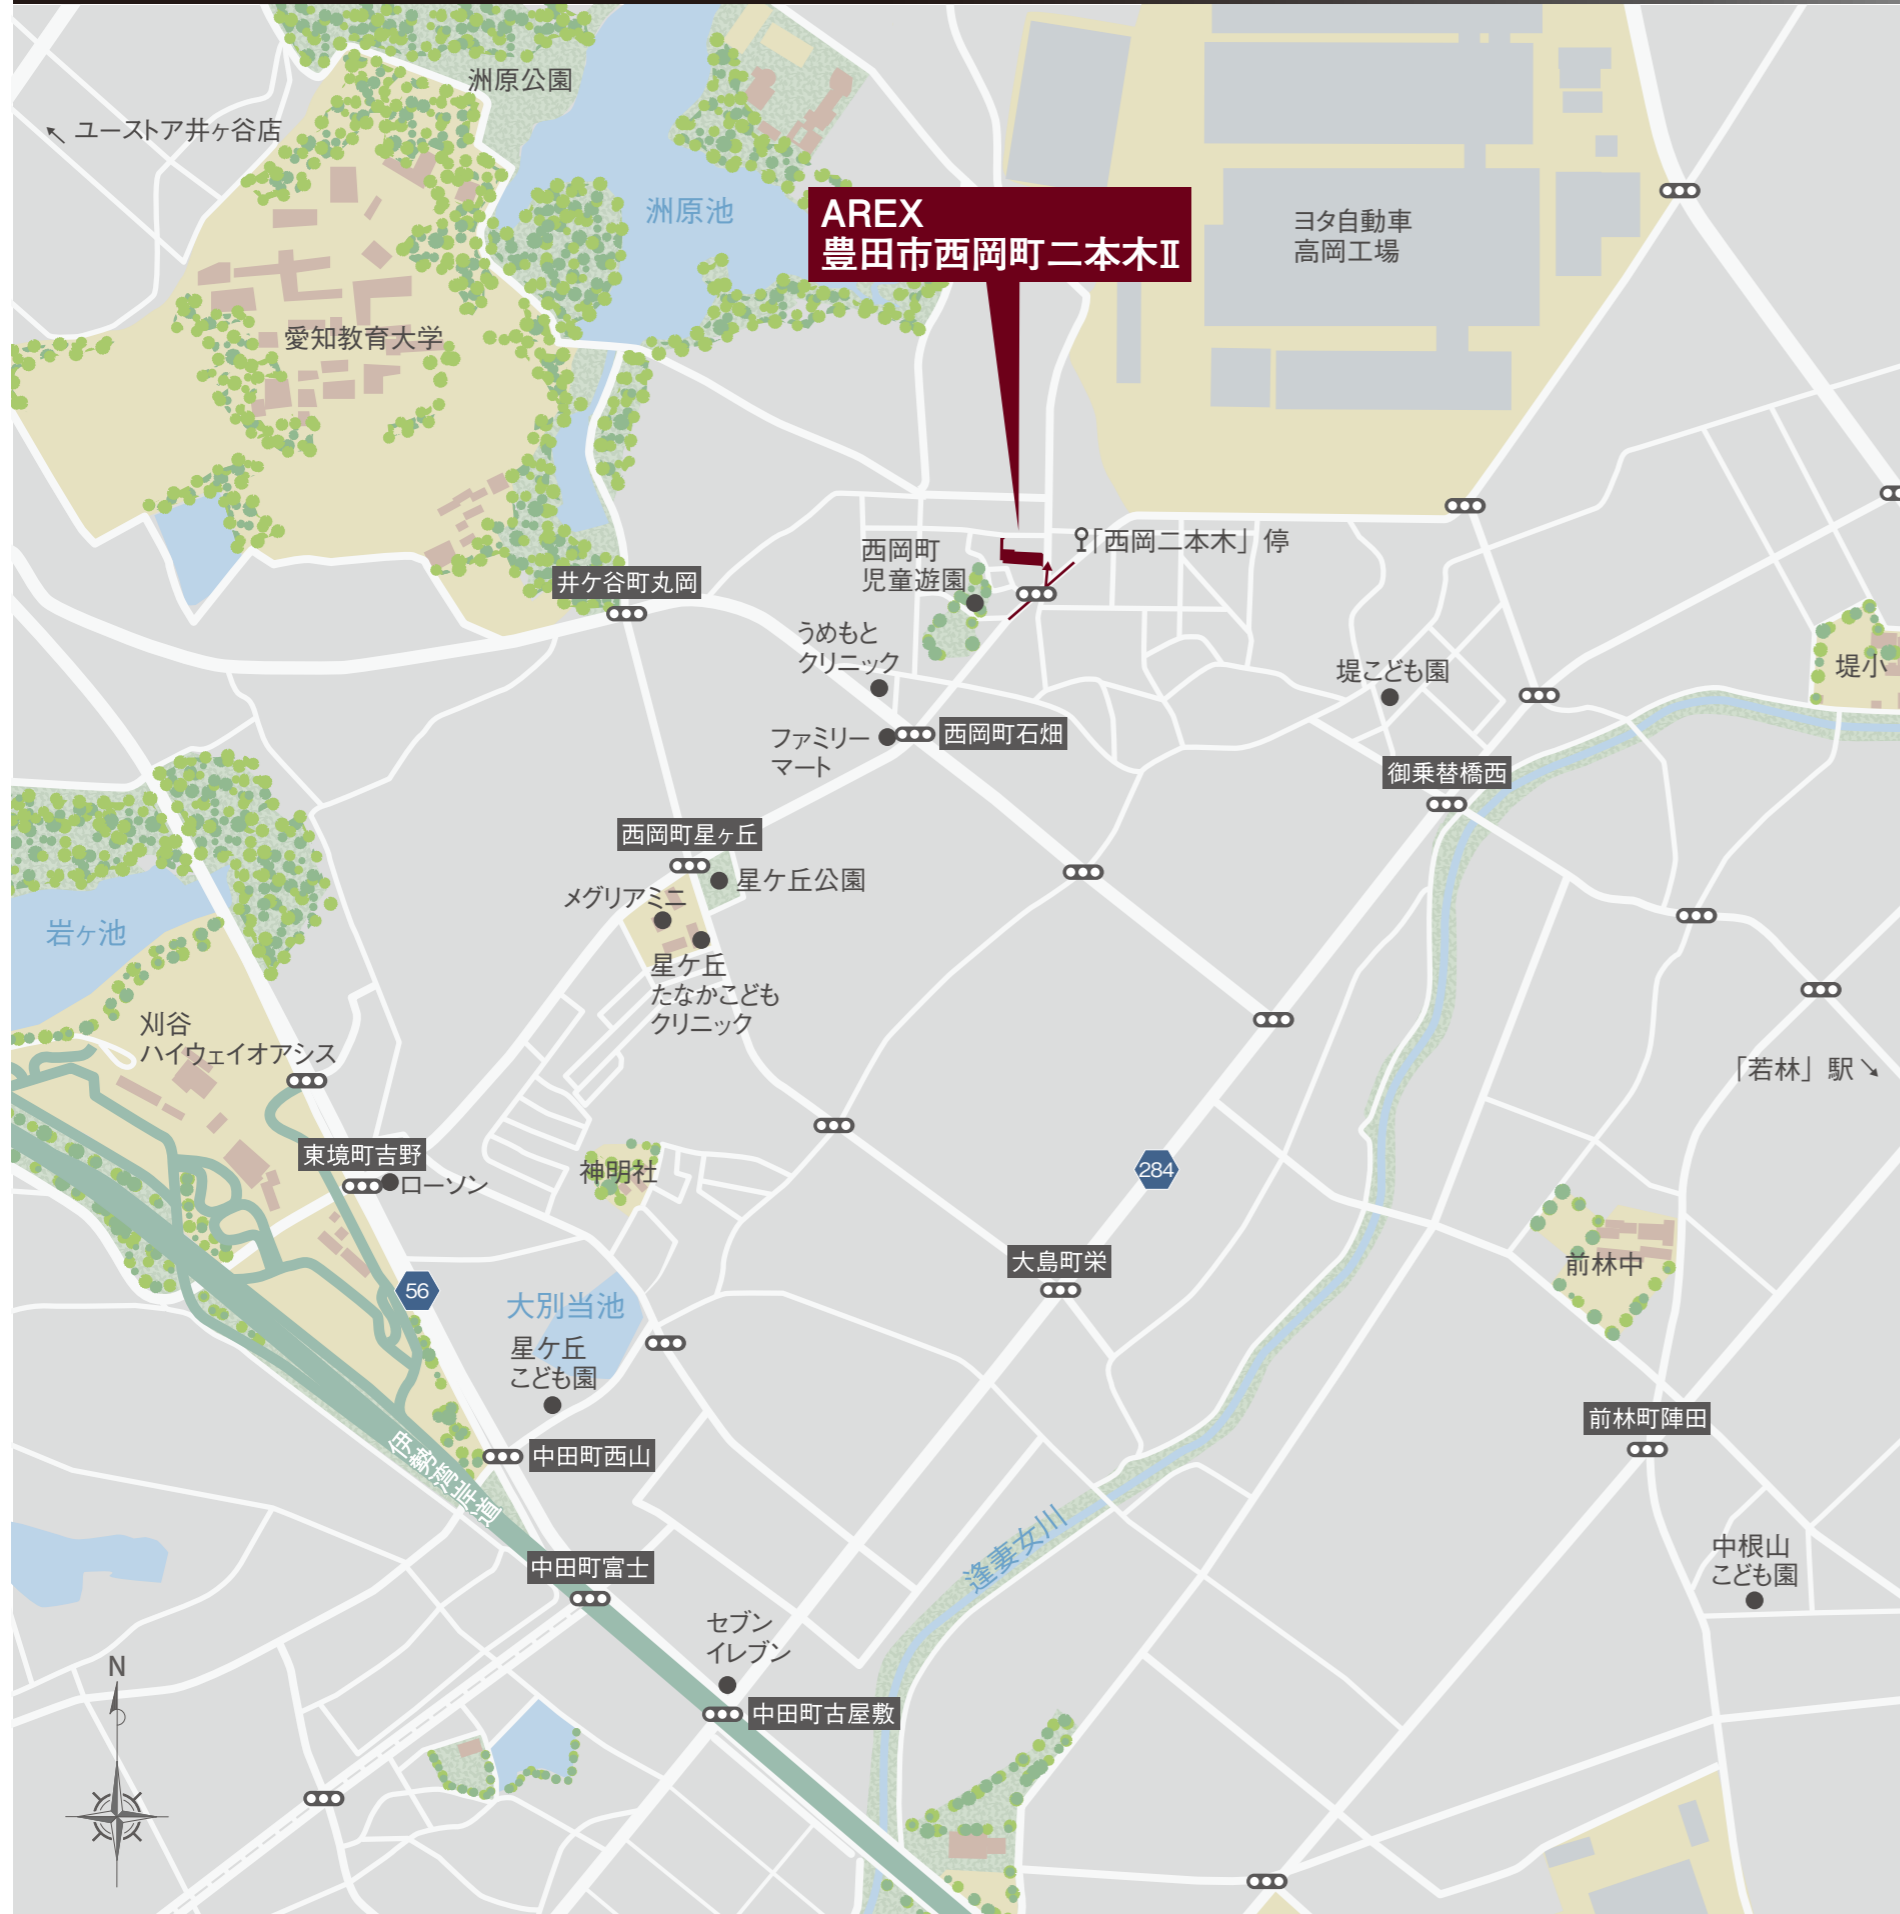 洲原公園
↖ ユーストア井ヶ谷店
洲原池
AREX
豊田市西岡町二本木Ⅱ
ヨタ自動車
高岡工場
愛知教育大学
「西岡二本木」停
西岡町
児童遊園
井ケ谷町丸岡
うめもと
クリニック
堤こども園
堤小
ファミリー
マート
西岡町石畑
御乗替橋西
西岡町星ヶ丘
星ケ丘公園
メグリアミニ
岩ヶ池
星ケ丘
たなかこども
クリニック
刈谷
ハイウェイオアシス
「若林」駅↘
東境町吉野
ローソン
神明社
284
大島町栄
前林中
56
大別当池
星ケ丘
こども園
前林町陣田
中田町西山
伊勢湾岸道
逢妻女川
中根山
こども園
中田町富士
セブン
イレブン
中田町古屋敷
N